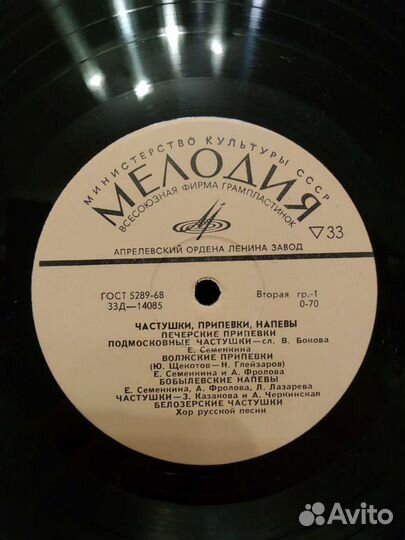 МИНИСТЕРСТВО КУЛЬТУРЫ СССР
МЕЛОДИЯ
ВСЕСОЮЗНАЯ ФИРМА ГРАМПЛАСТИНОК
АПРЕЛЕВСКИЙ ОРДЕНА ЛЕНИНА ЗАВОД
▽33
ГОСТ 5289-68
33Д—14085
Вторая гр.-1
0-70
ЧАСТУШКИ, ПРИПЕВКИ, НАПЕВЫ
ПЕЧЕРСКИЕ ПРИПЕВКИ
ПОДМОСКОВНЫЕ ЧАСТУШКИ—сл. В. Бокова
Е. Семенкина
ВОЛЖСКИЕ ПРИПЕВКИ
(Ю. Щекотов—Н. Глейзаров)
Е. Семенкина и А. Фролова
БОБЫЛЕВСКИЕ НАПЕВЫ
Е. Семенкина, А. Фролова, Л. Лазарева
ЧАСТУШКИ—З. Казакова и А. Черкинская
БЕЛОЗЕРСКИЕ ЧАСТУШКИ
Хор русской песни
Avito